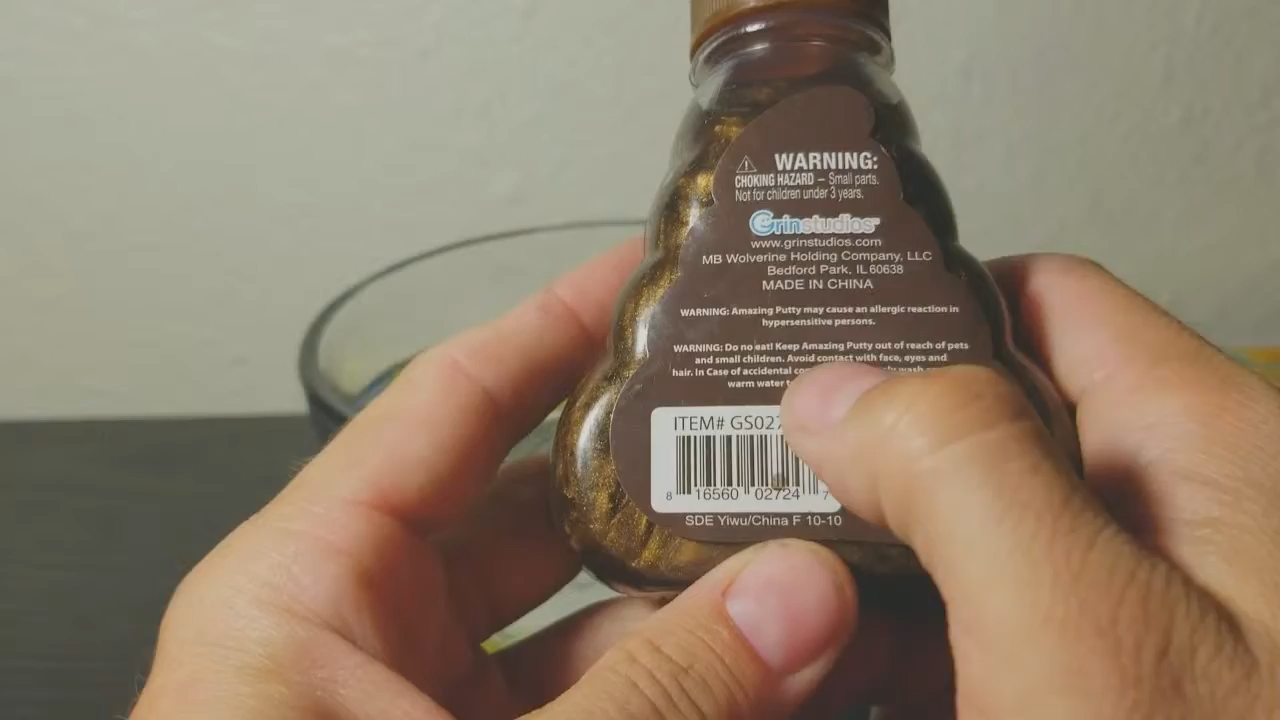 WARNING:
CHOKING HAZARD – Small parts.
Not for children under 3 years.
Grinstudios™
www.grinstudios.com
MB Wolverine Holding Company, LLC
Bedford Park, IL 60638
MADE IN CHINA
WARNING: Amazing Putty may cause an allergic reaction in
hypersensitive persons.
WARNING: Do no eat! Keep Amazing Putty out of reach of pets
and small children. Avoid contact with face, eyes and
hair. In Case of accidental
warm water
ITEM# GS027
8 16560 02724 7
SDE Yiwu/China F 10-10